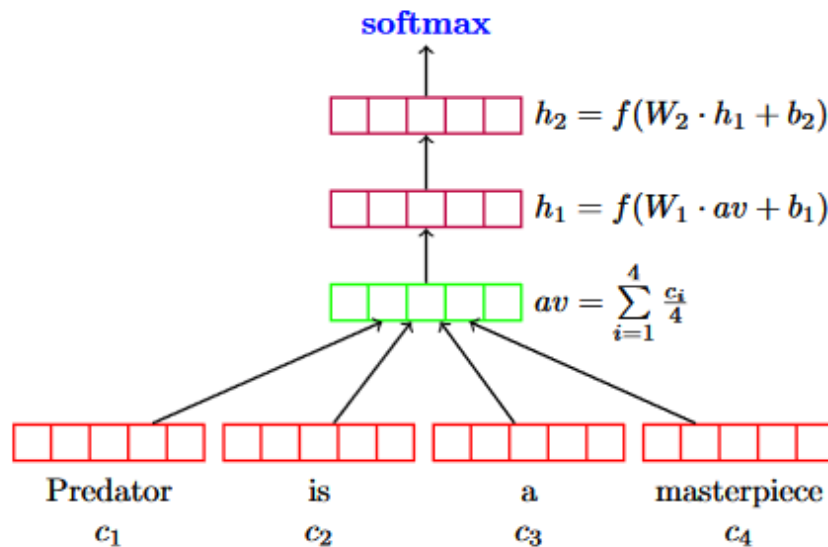 softmax
h₂ = f(W₂ · h₁ + b₂)
h₁ = f(W₁ · av + b₁)
av = ∑_{i=1}^{4} cᵢ/4
Predator is a masterpiece
c₁ c₂ c₃ c₄